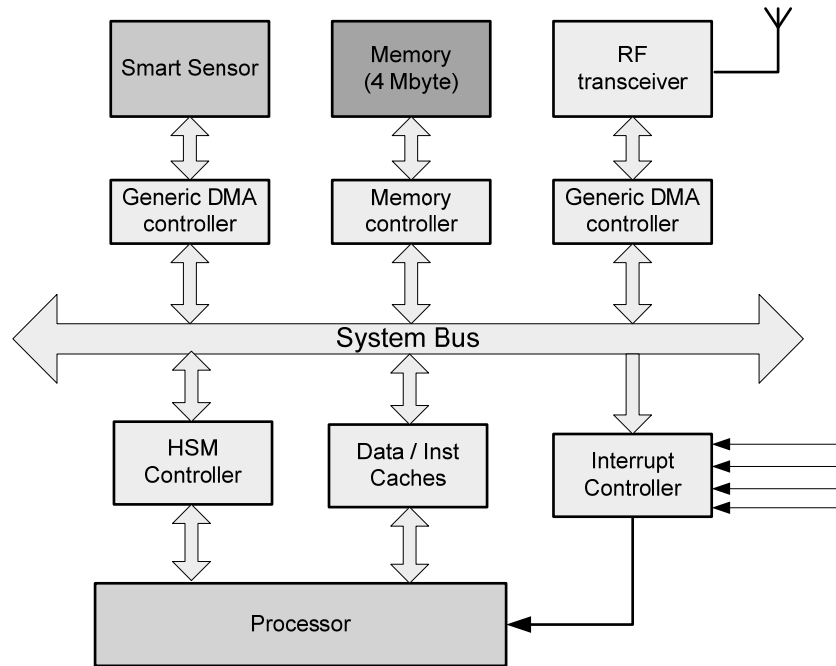 Smart Sensor
Memory
(4 Mbyte)
RF
transceiver
Generic DMA
controller
Memory
controller
Generic DMA
controller
System Bus
HSM
Controller
Data / Inst
Caches
Interrupt
Controller
Processor